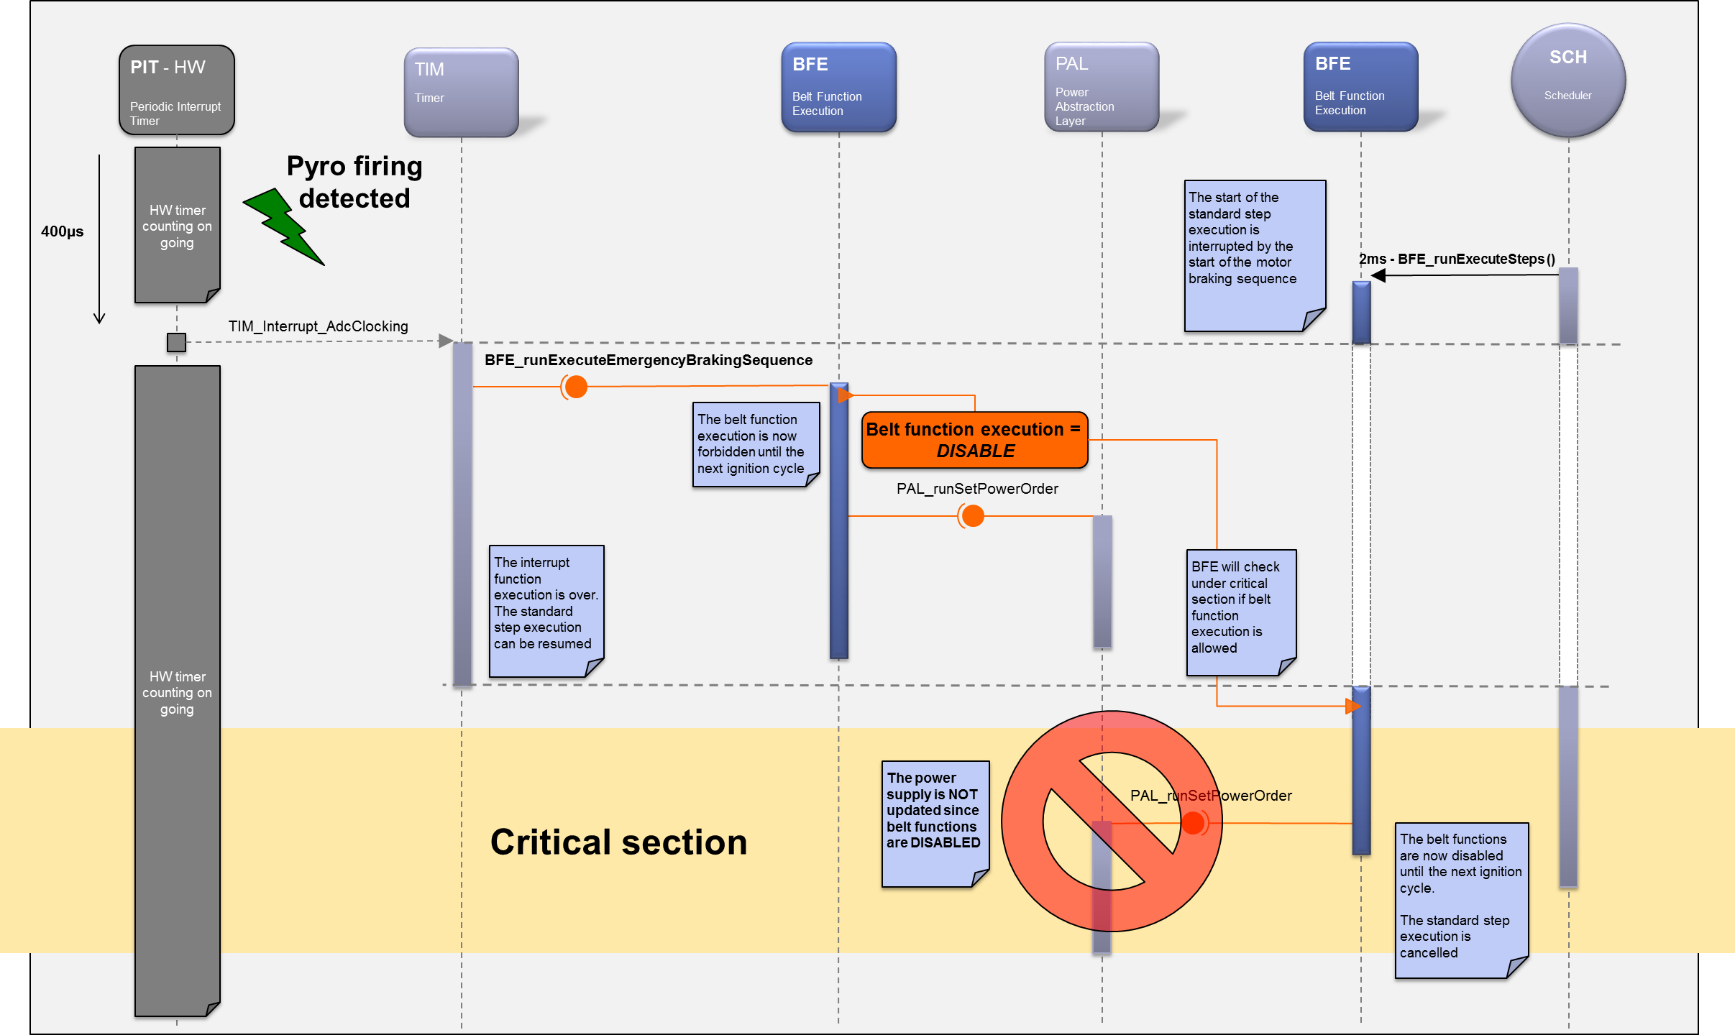 PIT - HW
Periodic Interrupt
Timer
TIM
Timer
BFE
Belt Function
Execution
PAL
Power
Abstraction
Layer
BFE
Belt Function
Execution
SCH
Scheduler
400µs
HW timer
counting on
going
Pyro firing
detected
The start of the
standard step
execution is
interrupted by the
start of the motor
braking sequence
2ms - BFE_runExecuteSteps()
TIM_Interrupt_AdcClocking
BFE_runExecuteEmergencyBrakingSequence
The belt function
execution is now
forbidden until the
next ignition cycle
Belt function execution =
DISABLE
PAL_runSetPowerOrder
The interrupt
function
execution is over.
The standard
step execution
can be resumed
BFE will check
under critical
section if belt
function
execution is
allowed
HW timer
counting on
going
Critical section
The power
supply is NOT
updated since
belt functions
are DISABLED
PAL_runSetPowerOrder
The belt functions
are now disabled
until the next ignition
cycle.
The standard step
execution is
cancelled